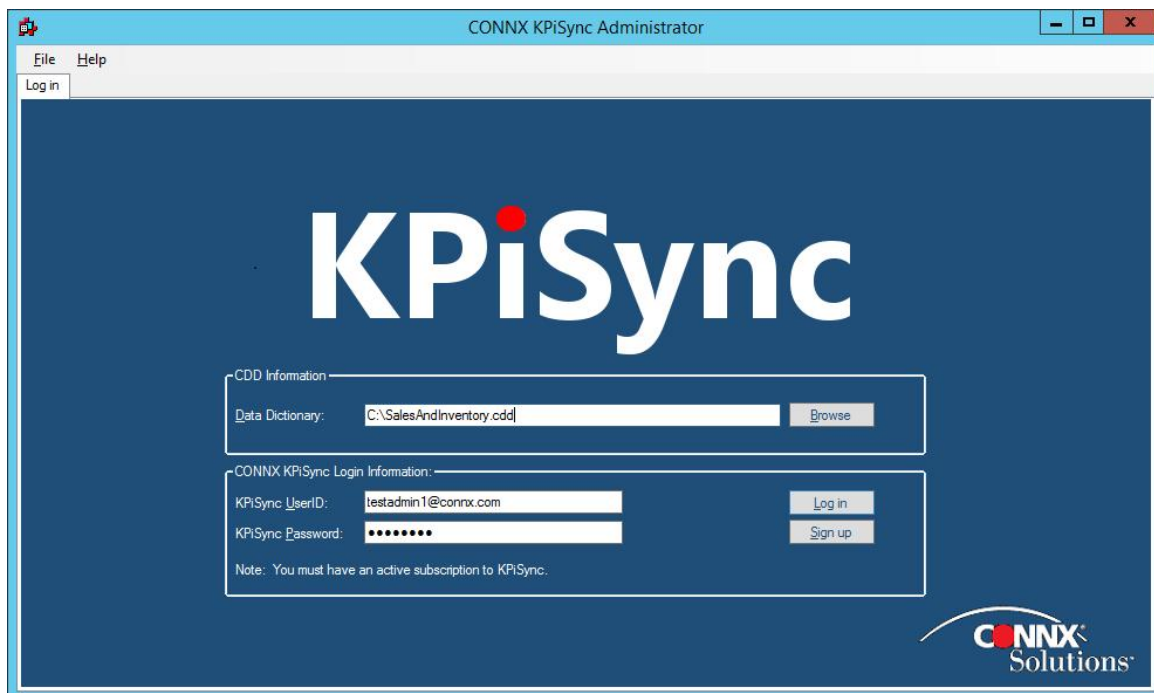 CONNX KPiSync Administrator
File Help
Log in
KPiSync
CDD Information
Data Dictionary: C:\SalesAndInventory.cdd Browse
CONNX KPiSync Login Information:
KPiSync UserID: testadmin1@connx.com Log in
KPiSync Password: •••••••• Sign up
Note: You must have an active subscription to KPiSync.
CONNX®
Solutions™